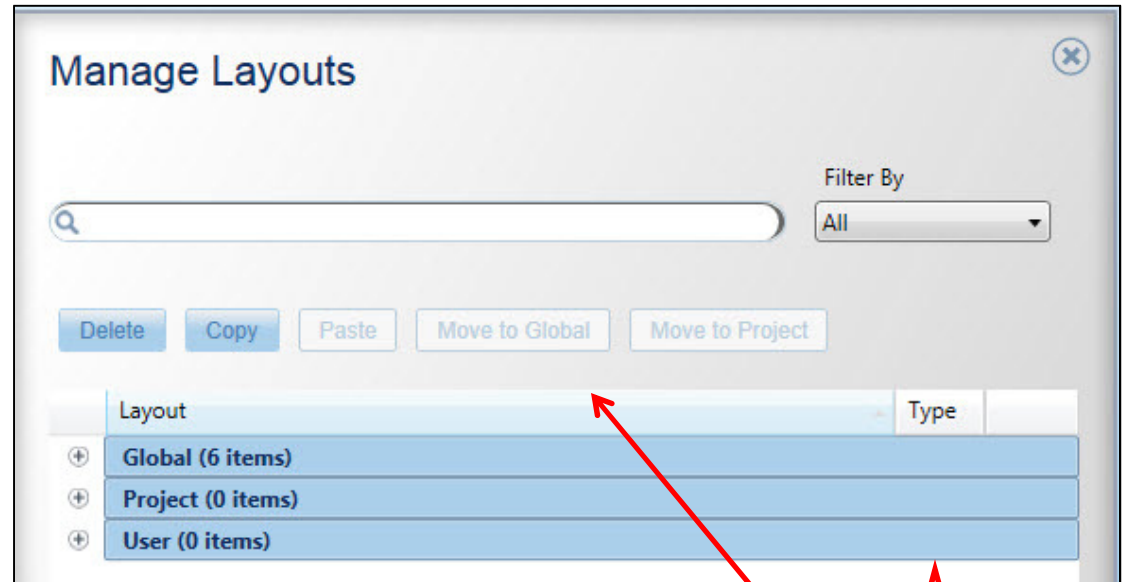 Manage Layouts
Filter By
All
Delete Copy Paste Move to Global Move to Project
Layout Type
Global (6 items)
Project (0 items)
User (0 items)